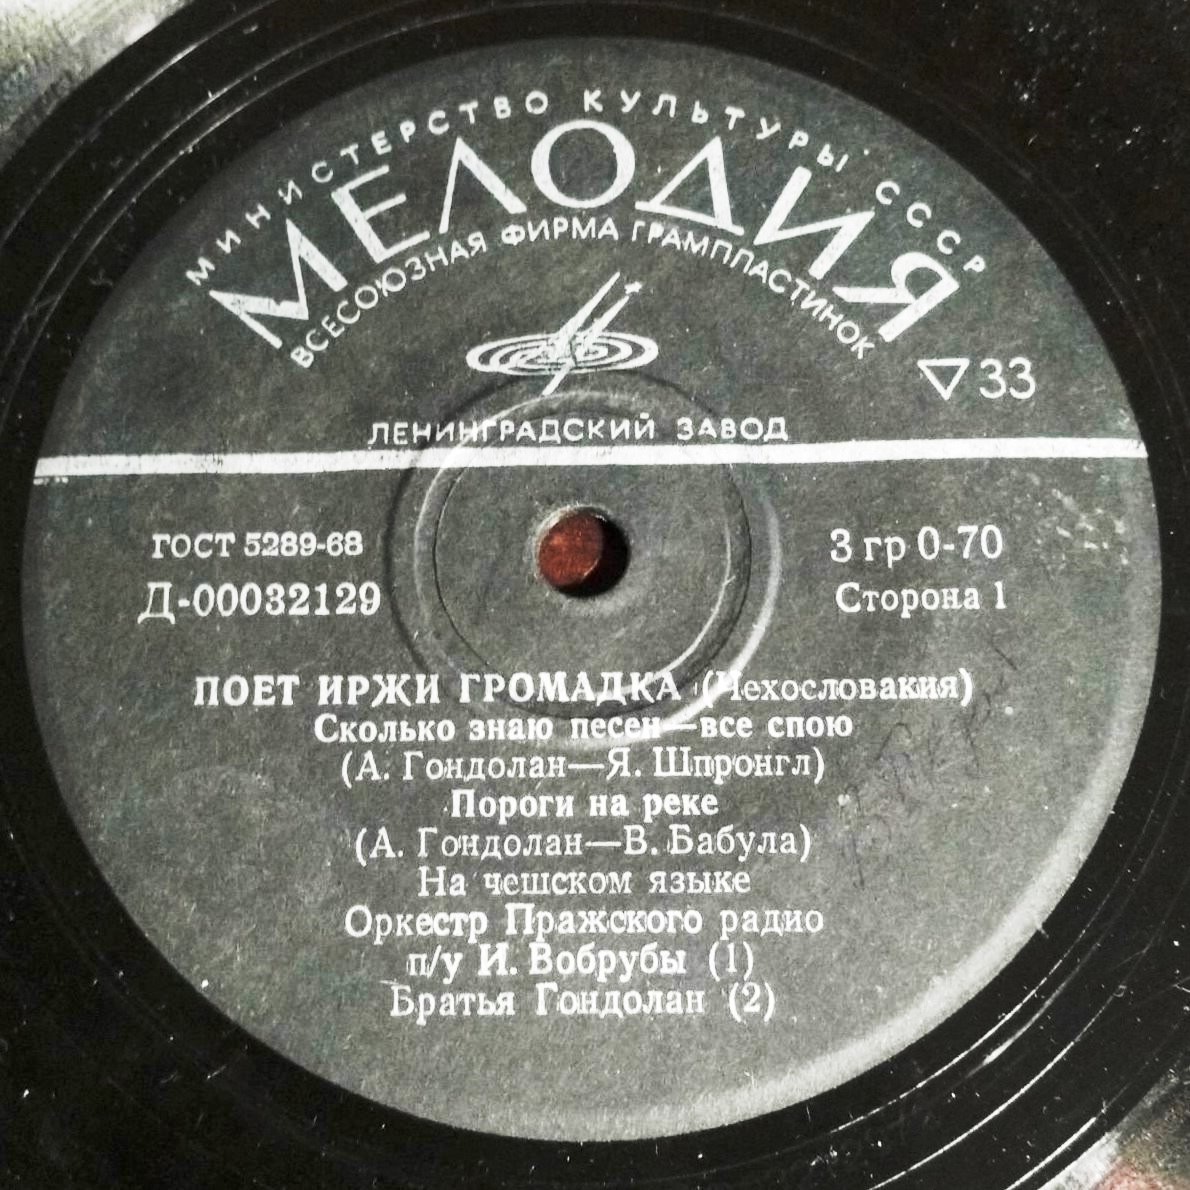 МИНИСТЕРСТВО КУЛЬТУРЫ СССР
МЕЛОДИЯ
ВСЕСОЮЗНАЯ ФИРМА ГРАМПЛАСТИНОК
▽33
ЛЕНИНГРАДСКИЙ ЗАВОД
ГОСТ 5289-68
3 гр 0-70
Д-00032129
Сторона 1
ПОЕТ ИРЖИ ГРОМАДКА (Чехословакия)
Сколько знаю песен—все спою
(А. Гондолан—Я. Шпронгл)
Пороги на реке
(А. Гондолан—В. Бабула)
На чешском языке
Оркестр Пражского радио
п/у И. Вобрубы (1)
Братья Гондолан (2)